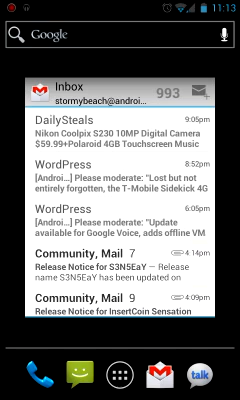 11:13
Google
Inbox
993
stormybeach@androi...
DailySteals 9:05pm
Nikon Coolpix S230 10MP Digital Camera
$59.99+Polaroid 4GB Touchscreen Music
WordPress 8:52pm
[Androi...] Please moderate: "Lost but not
entirely forgotten, the T-Mobile Sidekick 4G
WordPress 6:05pm
[Androi...] Please moderate: "Update
available for Google Voice, adds offline VM
Community, Mail 7 4:14pm
Release Notice for S3N5EaY — Release
name S3N5EaY has been updated on
Community, Mail 9 4:09pm
Release Notice for InsertCoin Sensation
talk